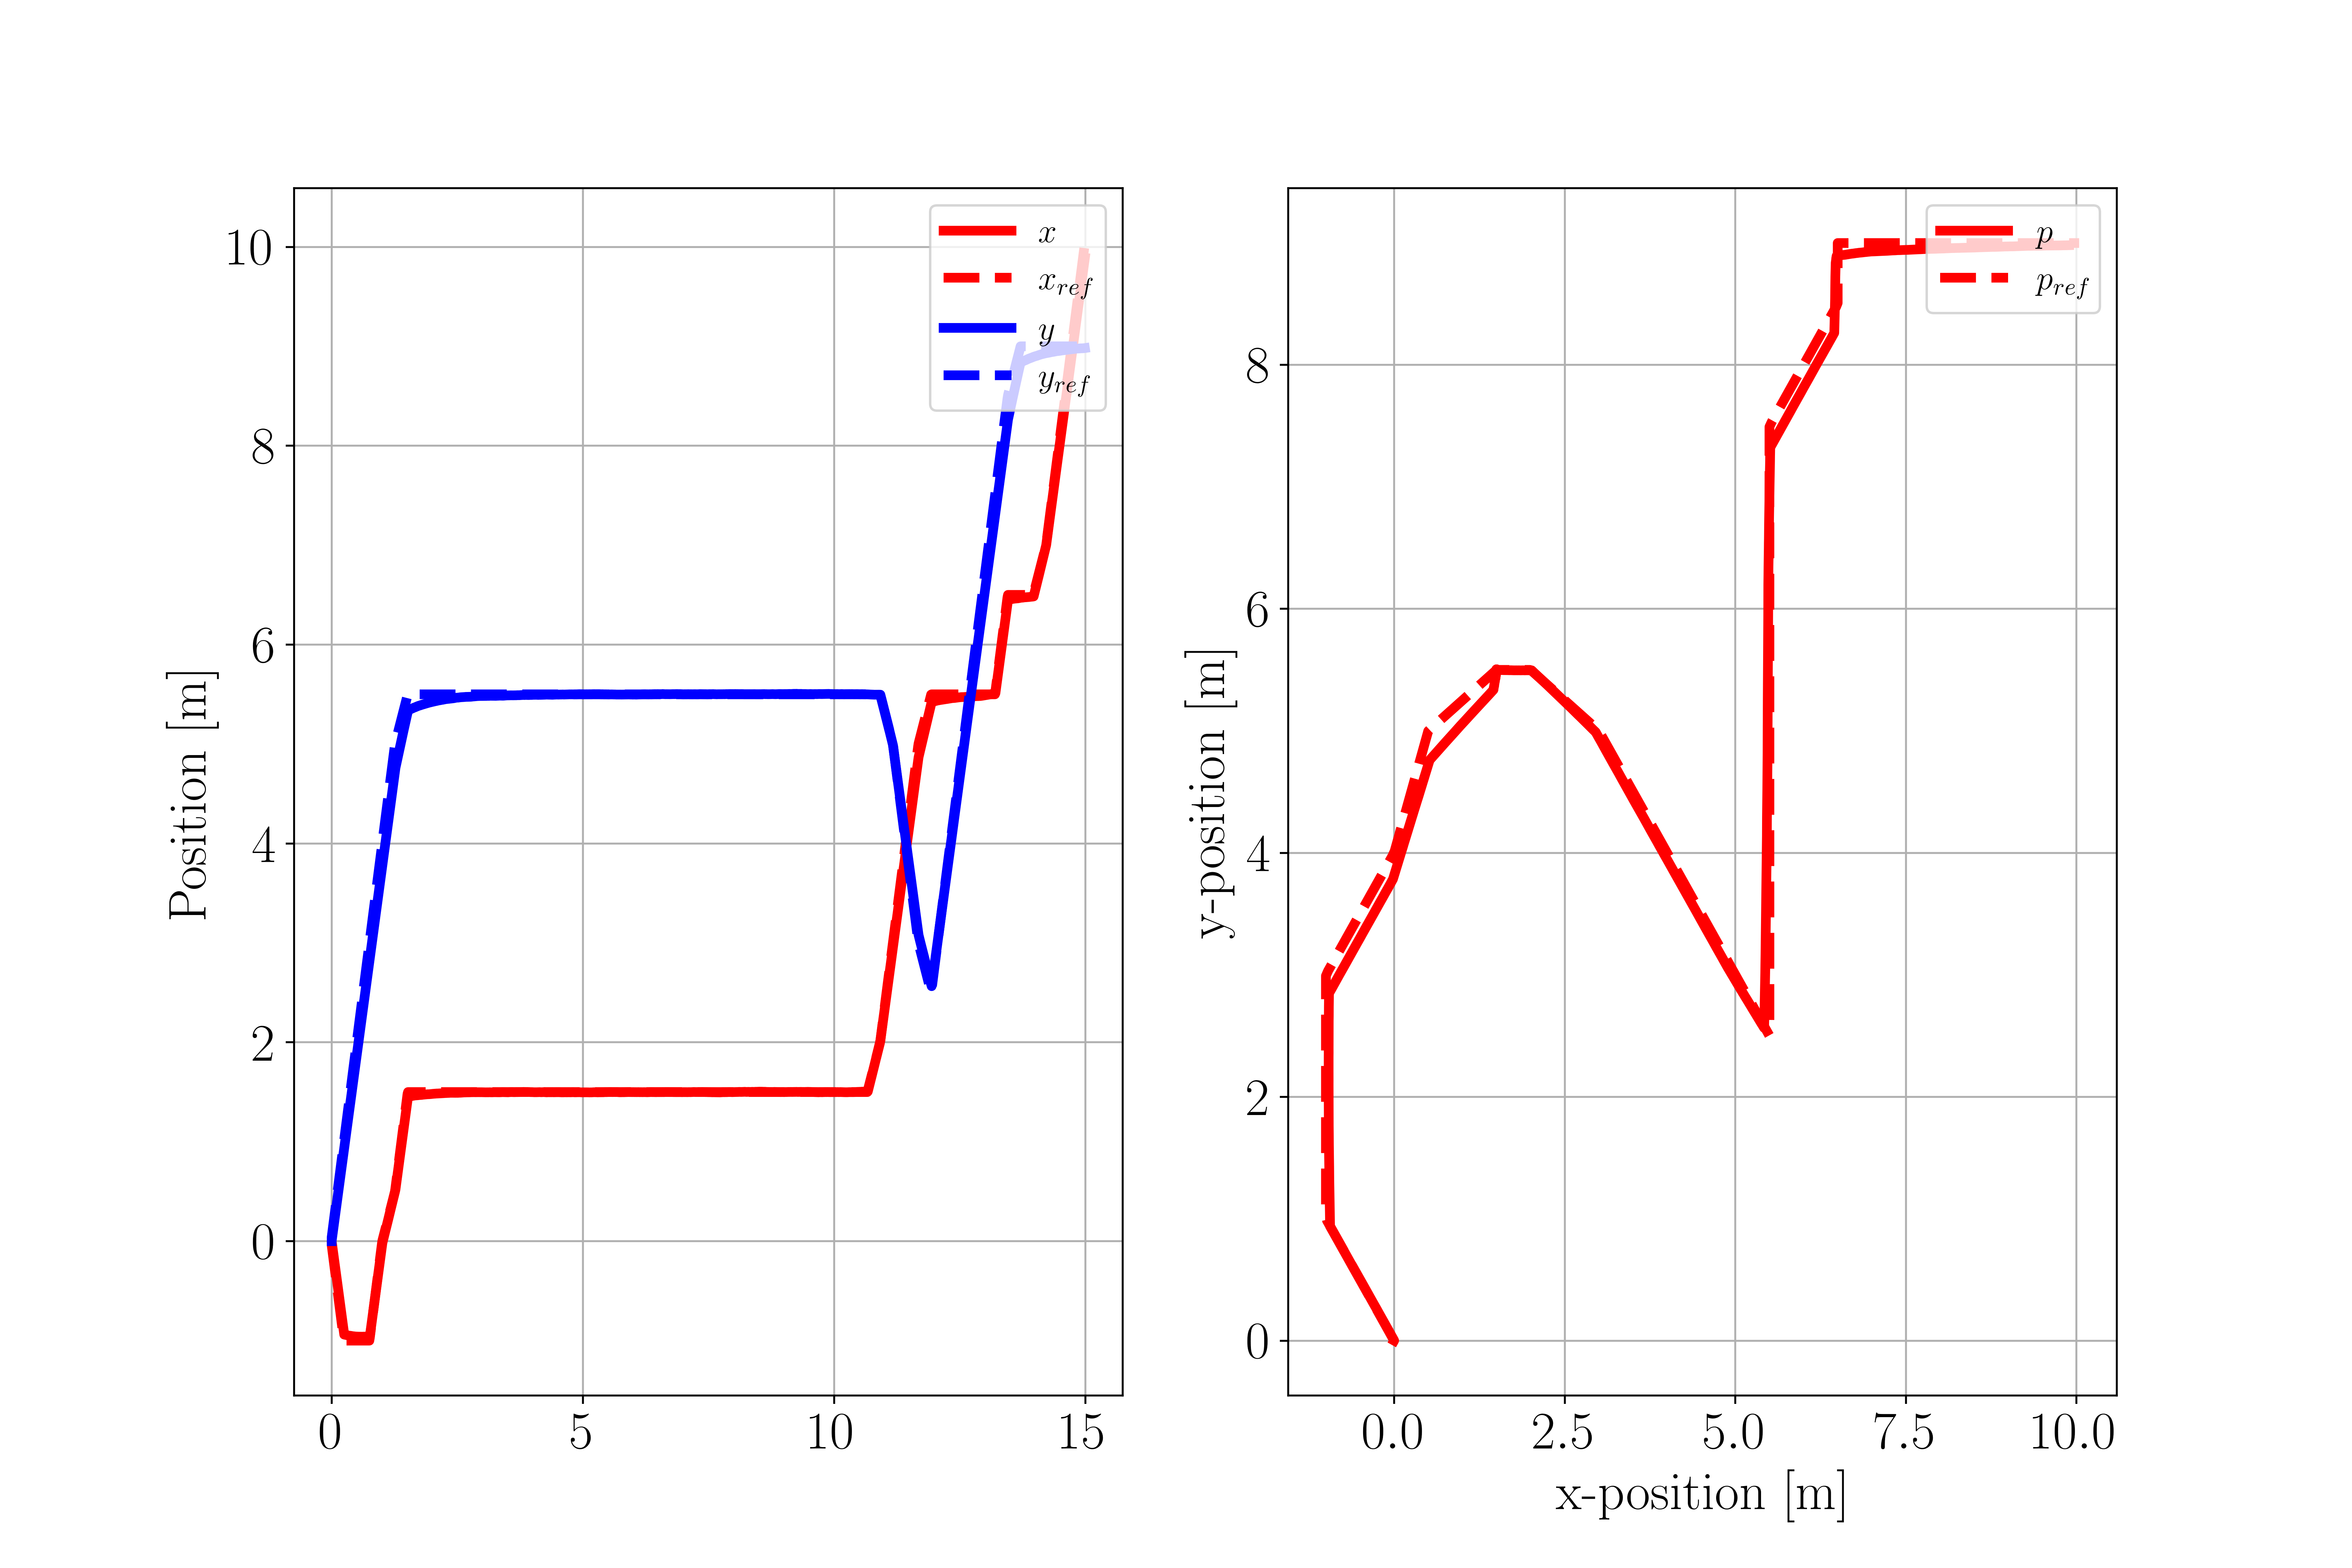 10
8
6
4
2
0
Position [m]
0 5 10 15
x
x_ref
y
y_ref
8
6
4
2
0
y-position [m]
0.0 2.5 5.0 7.5 10.0
x-position [m]
p
p_ref